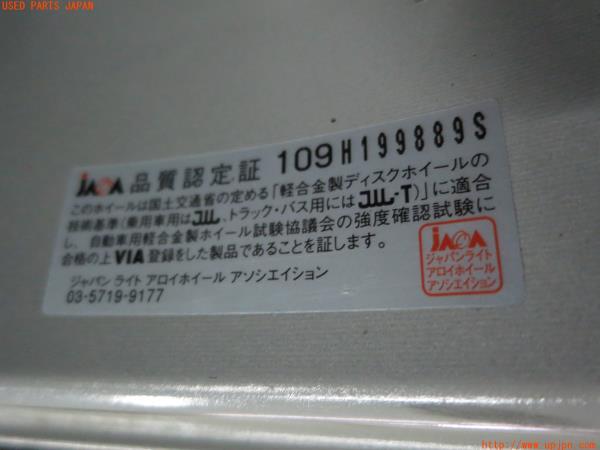 USED PARTS JAPAN
JAWA 品質認定証 109H199889S
このホイールは国土交通省の定める「軽合金製ディスクホイールの
技術基準(乗用車用はJWL、トラック・バス用にはJWL-T)」に適合
し、自動車用軽合金製ホイール試験協議会の強度確認試験に
合格の上VIA登録をした製品であることを証します。
ジャパン ライト アロイホイール アソシエイション
03-5719-9177
JAWA
ジャパンライト
アロイホイール
アソシエイション
http://www.upjpn.com/